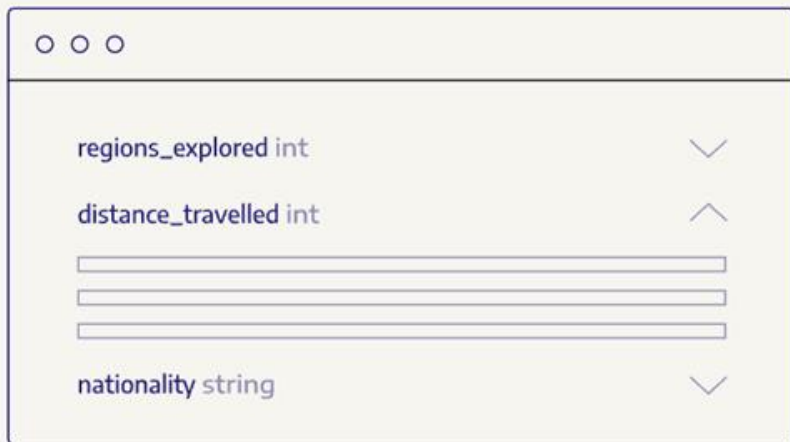 regions_explored int
distance_travelled int
nationality string